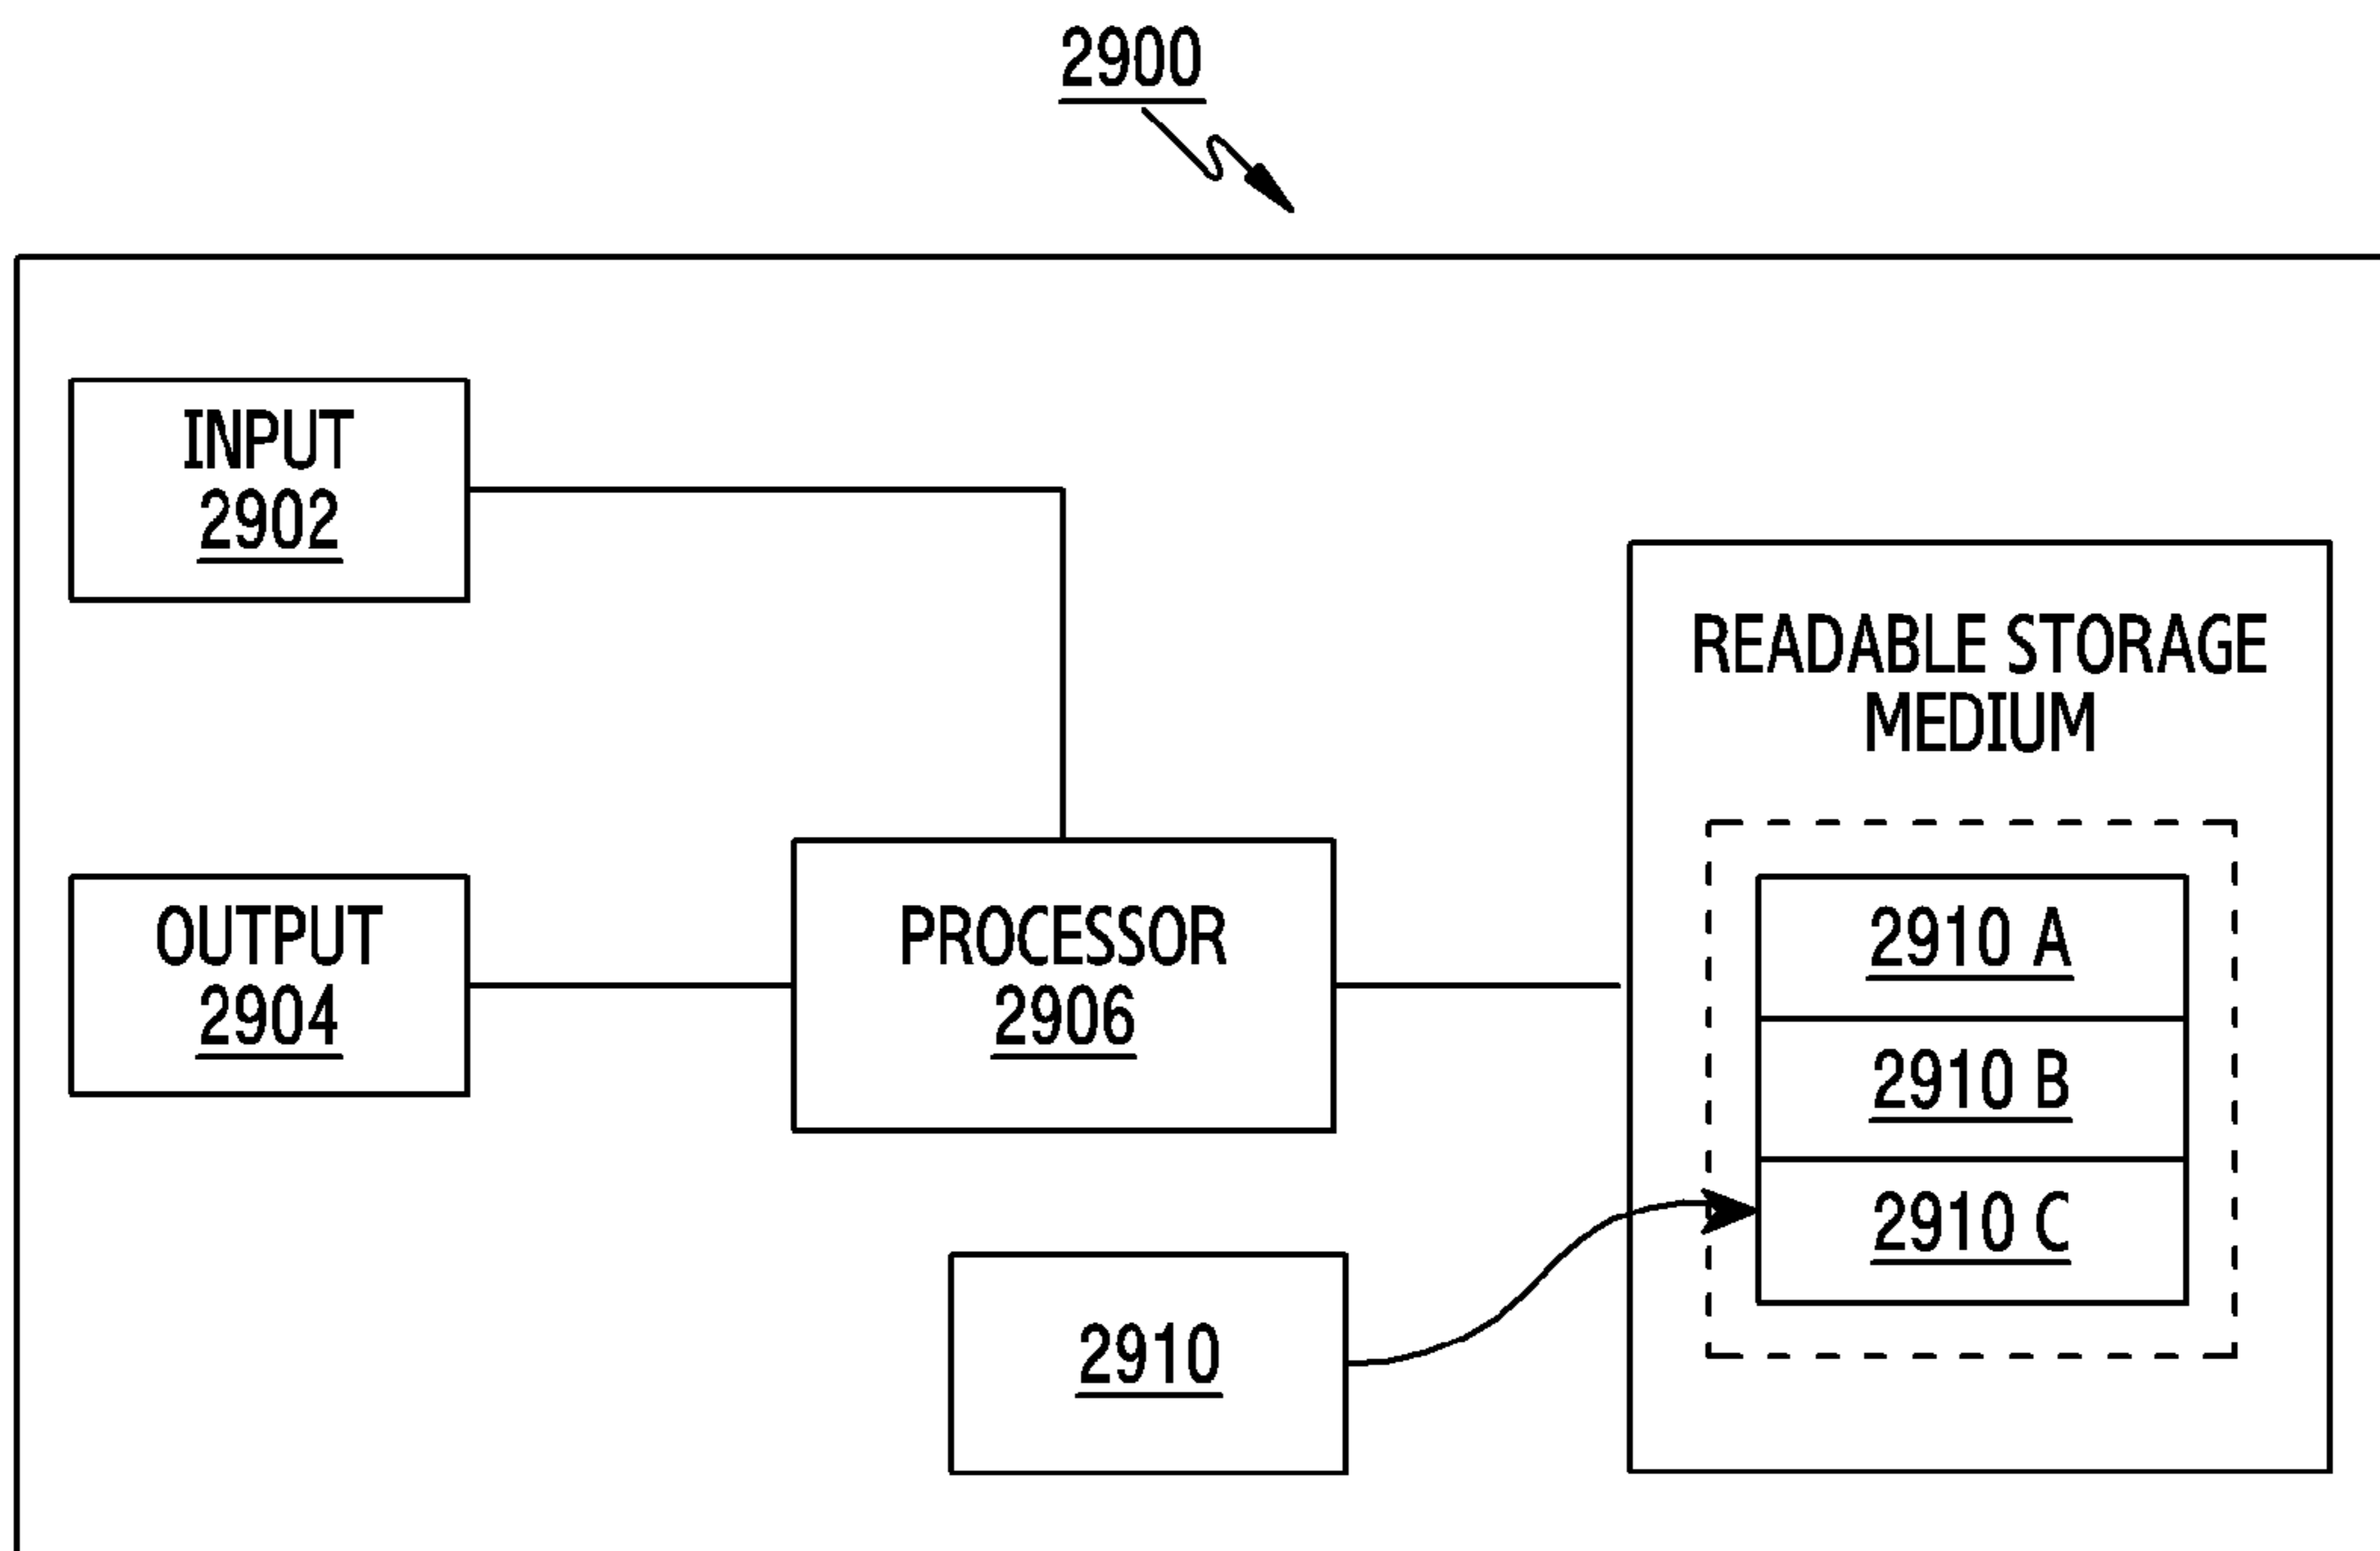 2900
INPUT
2902
READABLE STORAGE
MEDIUM
OUTPUT
2904
PROCESSOR
2906
2910 A
2910 B
2910 C
2910